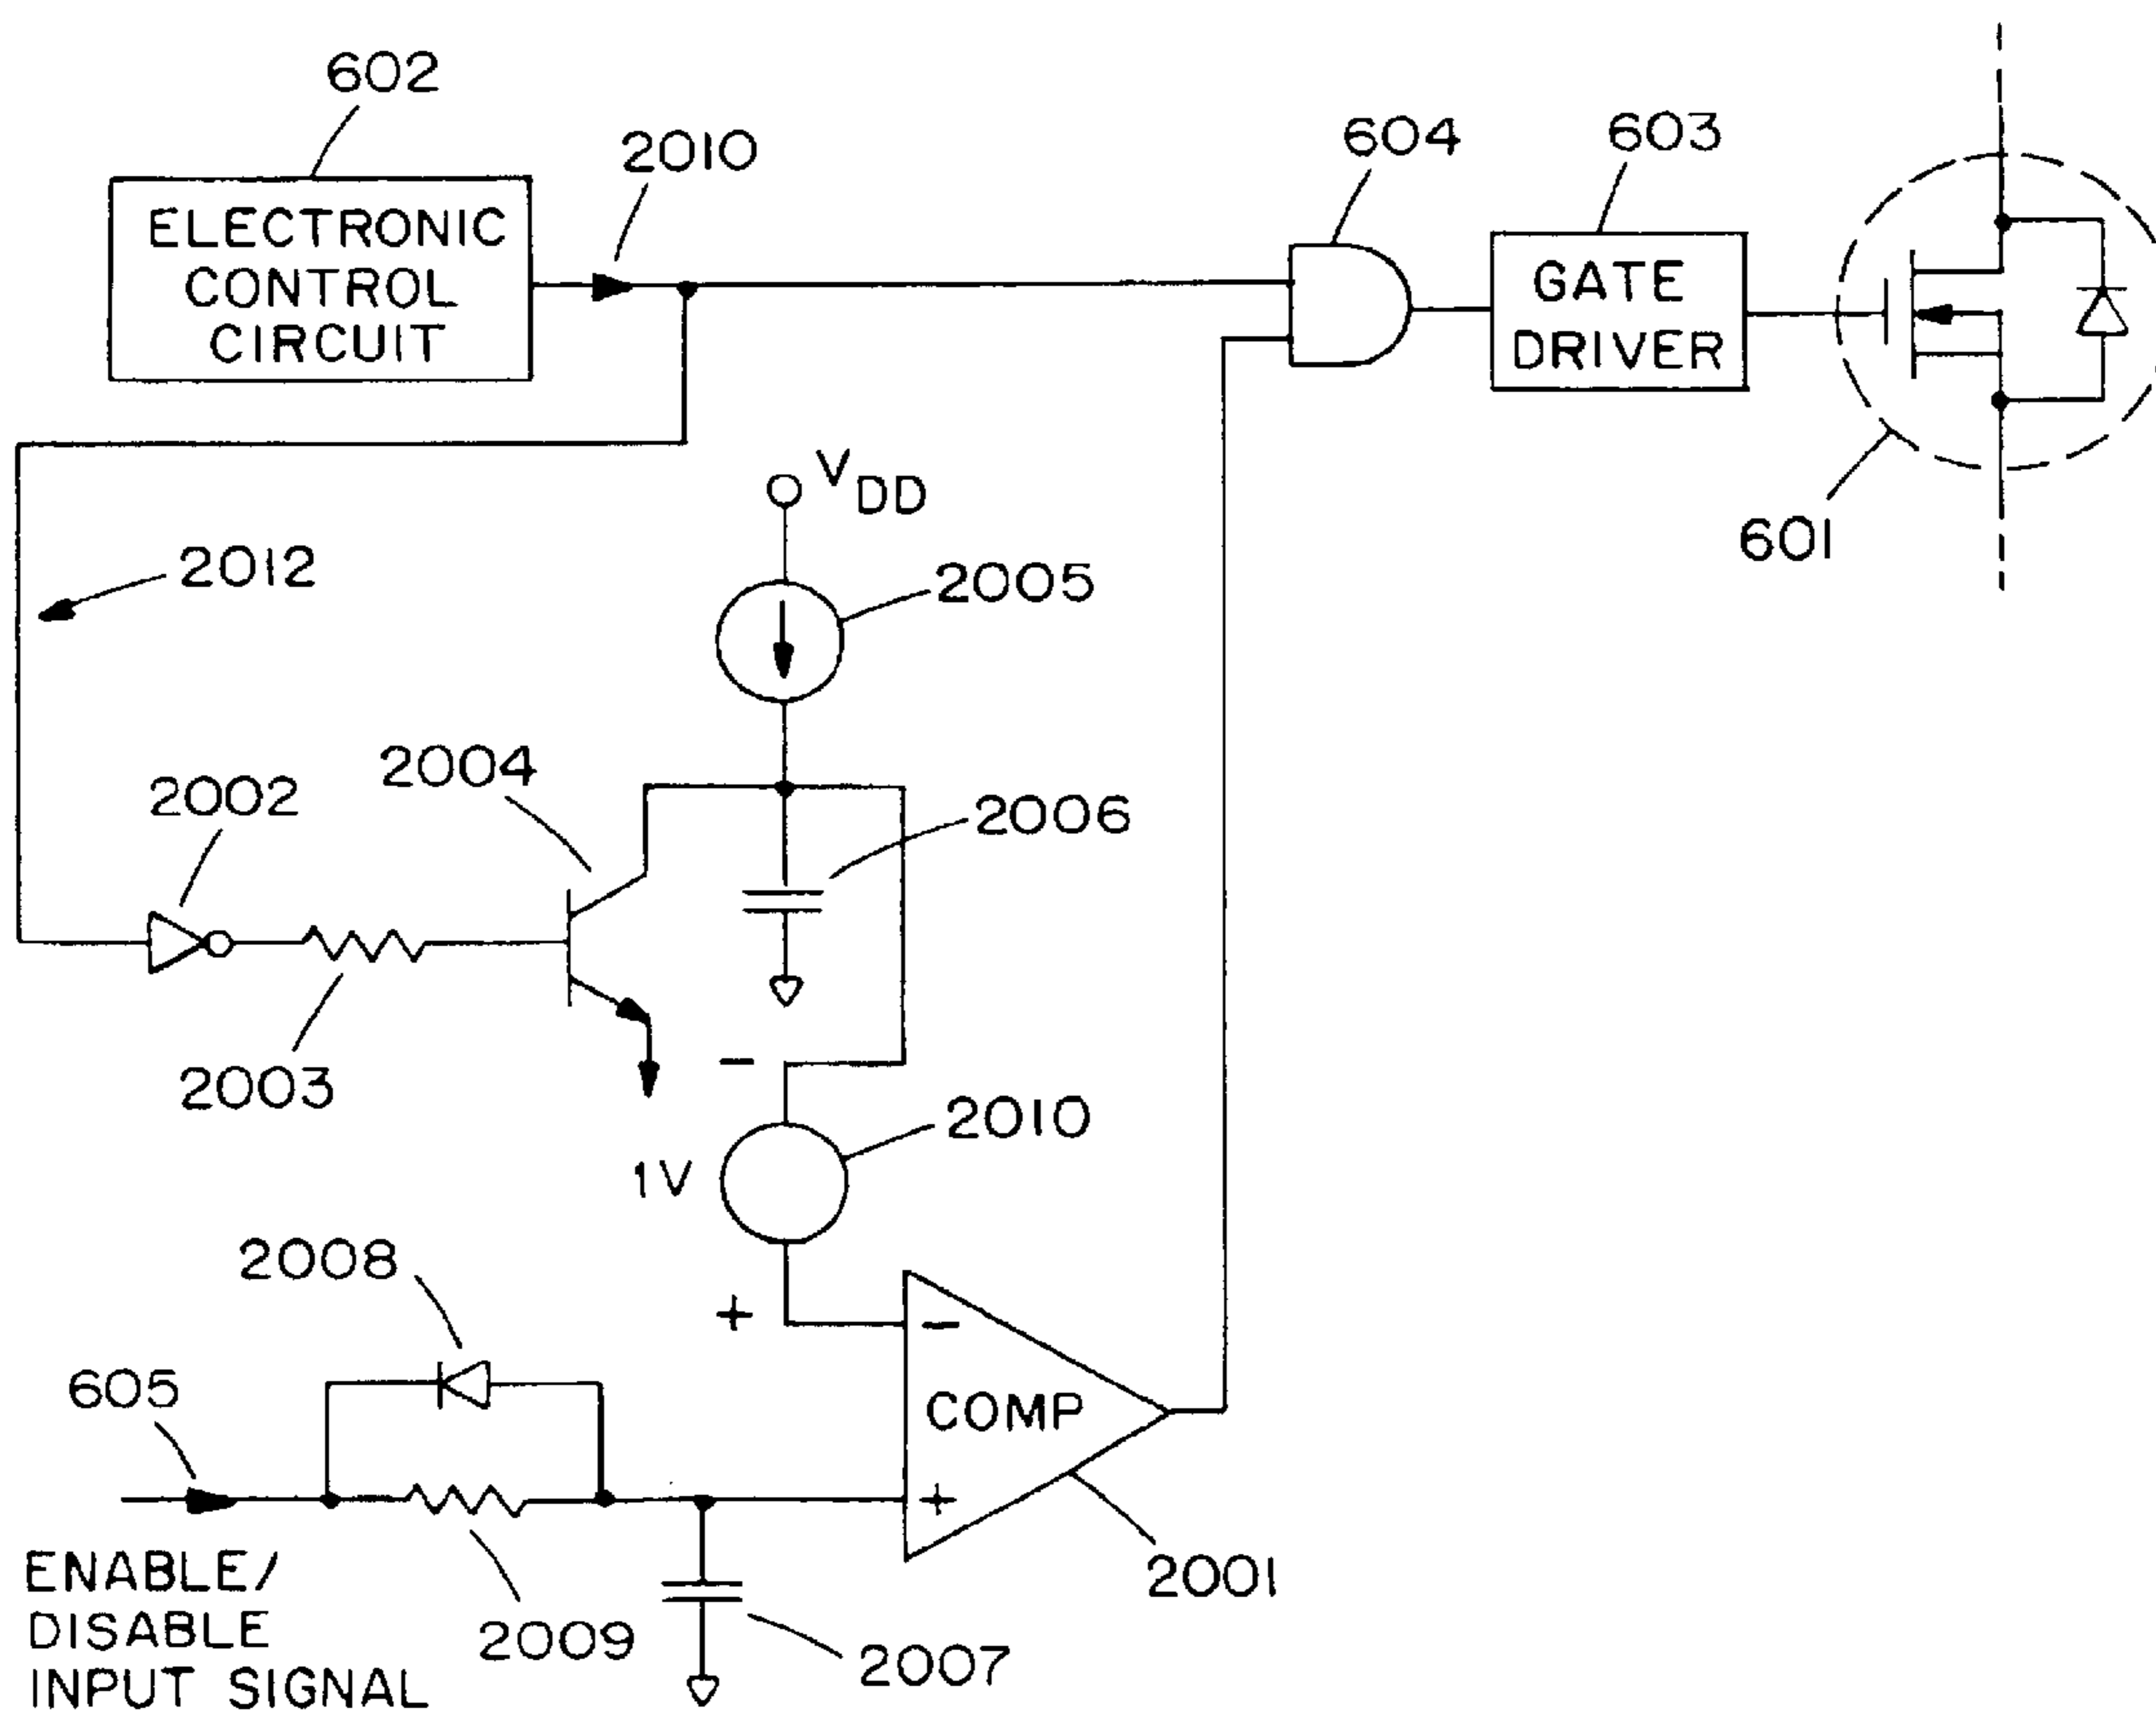 602
2010
604
603
ELECTRONIC
CONTROL
CIRCUIT
GATE
DRIVER
VDD
601
2012
2005
2004
2002
2006
2003
−
2010
1V
2008
+
−
605
COMP
+
2001
ENABLE/
DISABLE
INPUT SIGNAL
2009
2007